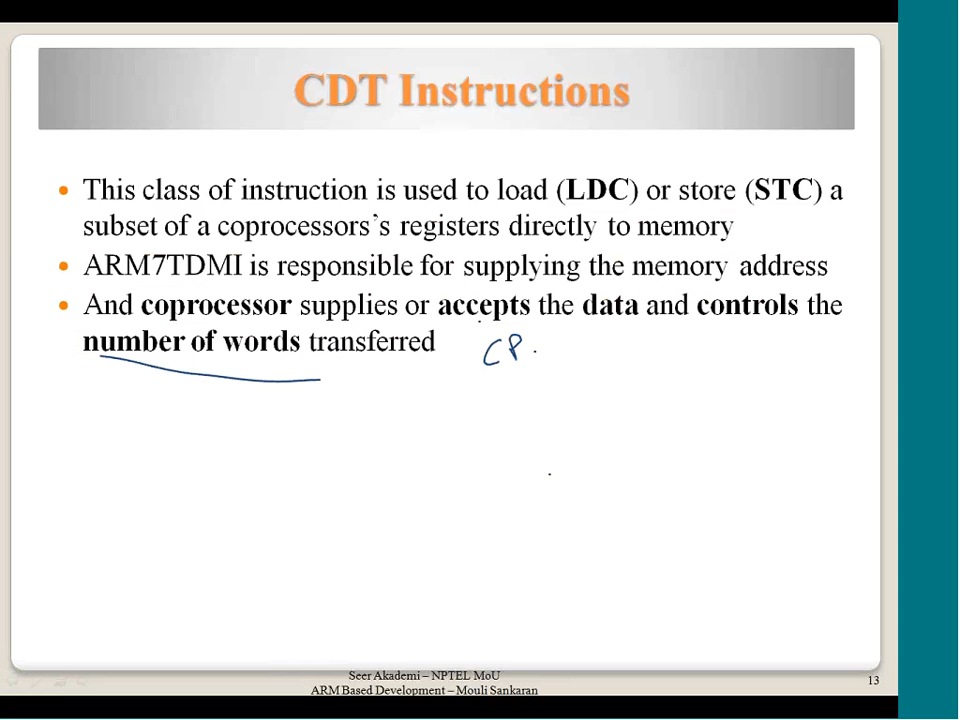 CDT Instructions
• This class of instruction is used to load (LDC) or store (STC) a
subset of a coprocessors's registers directly to memory
• ARM7TDMI is responsible for supplying the memory address
• And coprocessor supplies or accepts the data and controls the
number of words transferred
CP.
Seer Akademi – NPTEL MoU
ARM Based Development – Mouli Sankaran
13